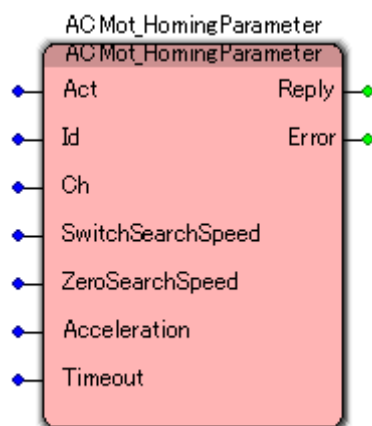 ACMot_HomingParameter
ACMot_HomingParameter
Act Reply
Id Error
Ch
SwitchSearchSpeed
ZeroSearchSpeed
Acceleration
Timeout